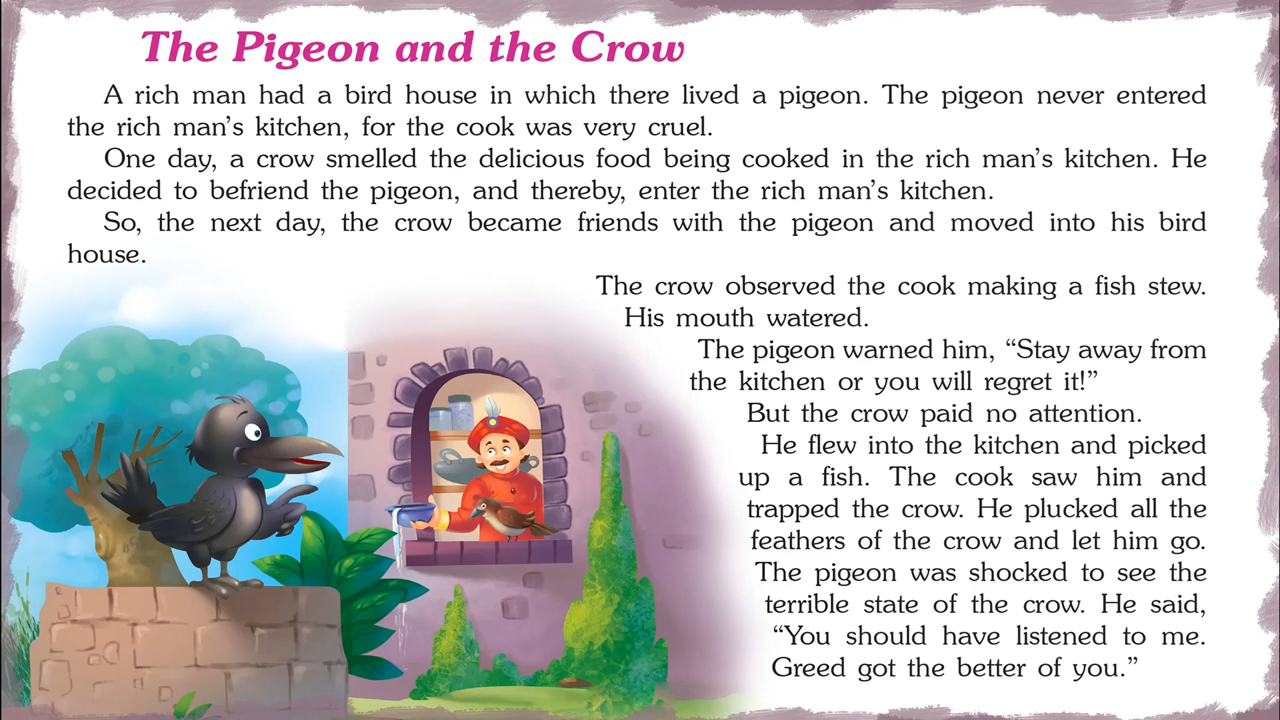 The Pigeon and the Crow
A rich man had a bird house in which there lived a pigeon. The pigeon never entered
the rich man’s kitchen, for the cook was very cruel.
One day, a crow smelled the delicious food being cooked in the rich man’s kitchen. He
decided to befriend the pigeon, and thereby, enter the rich man’s kitchen.
So, the next day, the crow became friends with the pigeon and moved into his bird
house.
The crow observed the cook making a fish stew.
His mouth watered.
The pigeon warned him, “Stay away from
the kitchen or you will regret it!”
But the crow paid no attention.
He flew into the kitchen and picked
up a fish. The cook saw him and
trapped the crow. He plucked all the
feathers of the crow and let him go.
The pigeon was shocked to see the
terrible state of the crow. He said,
“You should have listened to me.
Greed got the better of you.”